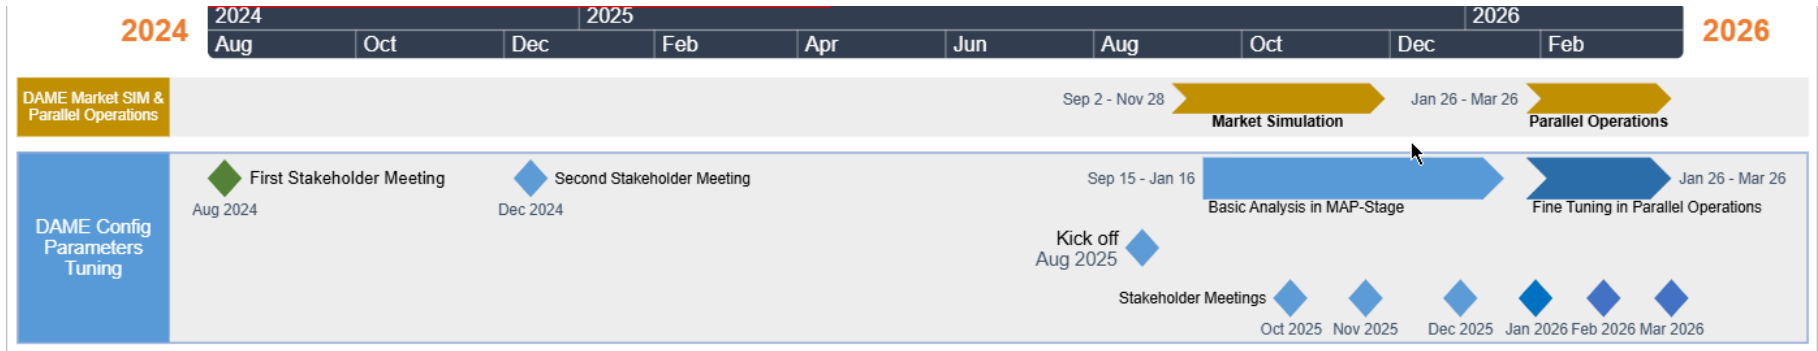 2024
2024 2025 2026
Aug Oct Dec Feb Apr Jun Aug Oct Dec Feb
2026
DAME Market SIM &
Parallel Operations
Sep 2 - Nov 28
Market Simulation
Jan 26 - Mar 26
Parallel Operations
DAME Config
Parameters
Tuning
First Stakeholder Meeting
Aug 2024
Second Stakeholder Meeting
Dec 2024
Sep 15 - Jan 16
Basic Analysis in MAP-Stage
Jan 26 - Mar 26
Fine Tuning in Parallel Operations
Kick off
Aug 2025
Stakeholder Meetings
Oct 2025 Nov 2025 Dec 2025 Jan 2026 Feb 2026 Mar 2026